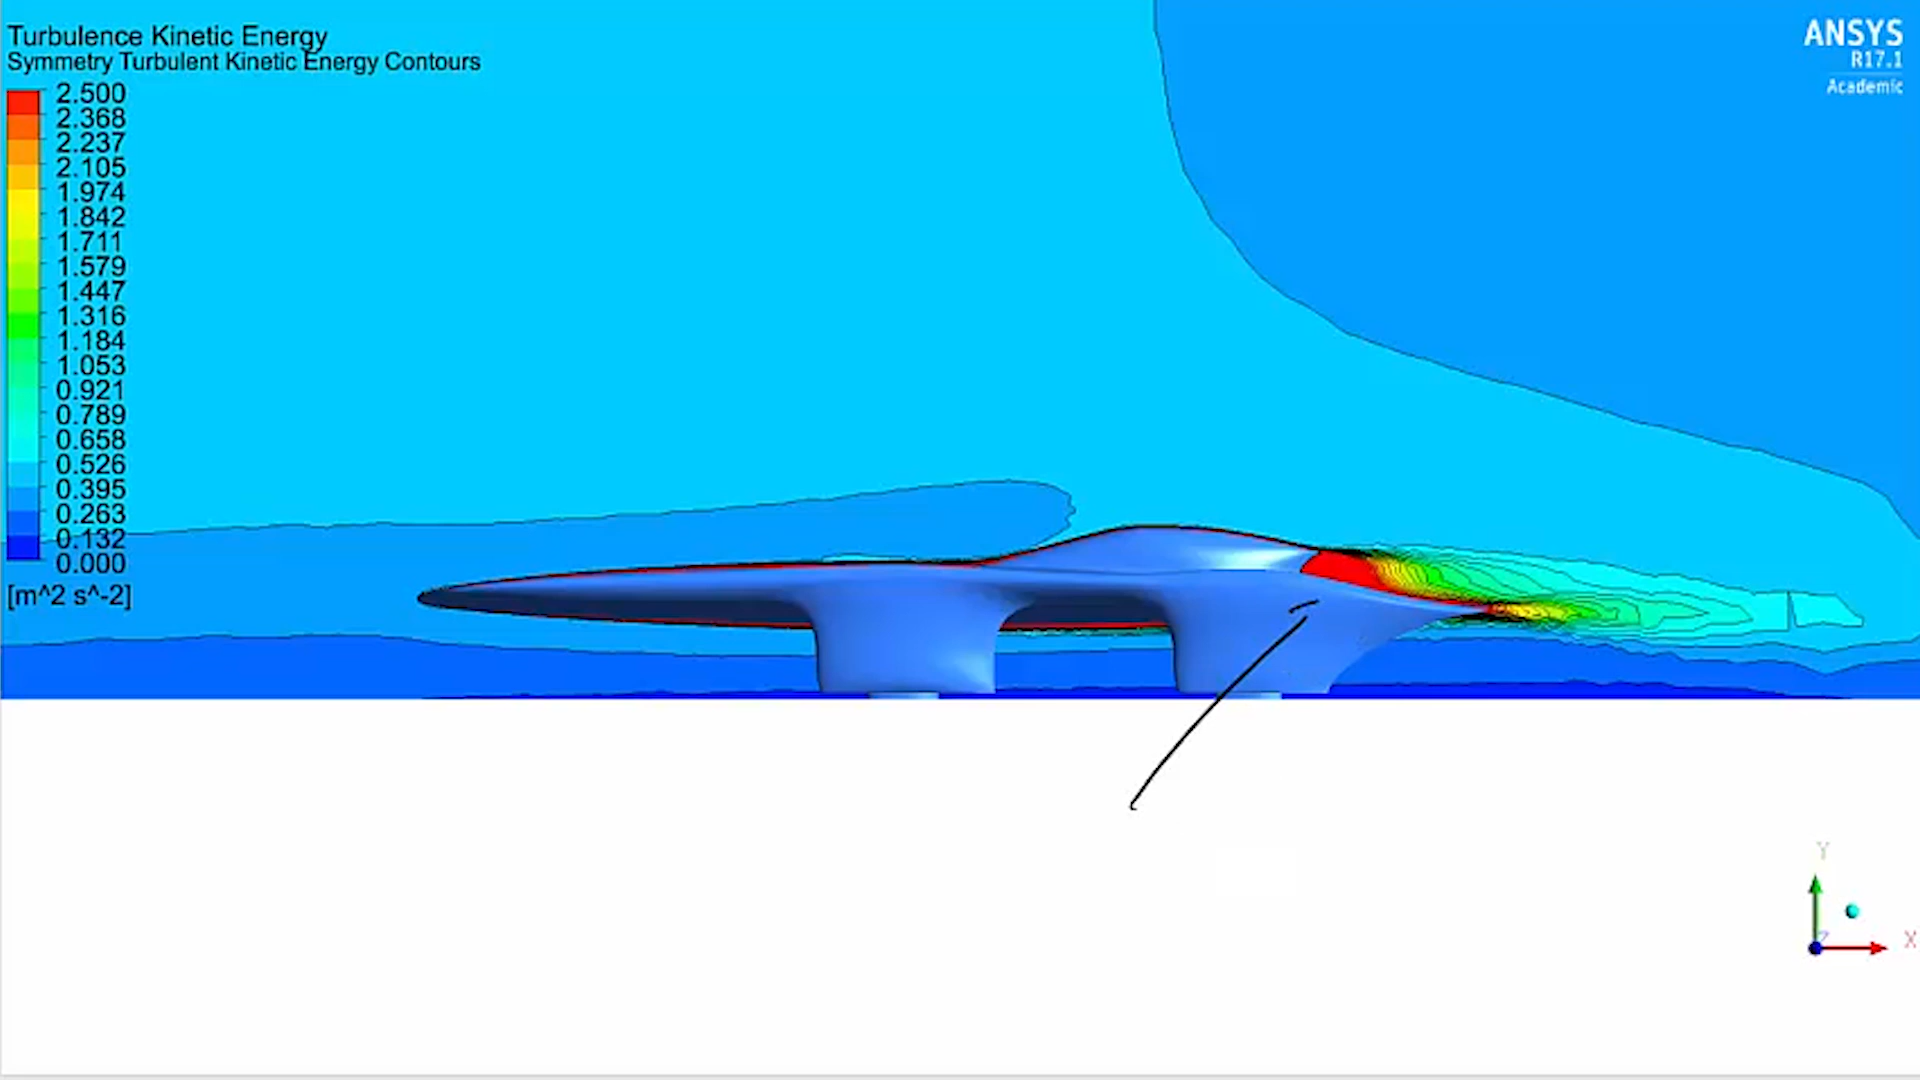 Turbulence Kinetic Energy
Symmetry Turbulent Kinetic Energy Contours
2.500
2.368
2.237
2.105
1.974
1.842
1.711
1.579
1.447
1.316
1.184
1.053
0.921
0.789
0.658
0.526
0.395
0.263
0.132
0.000
[m^2 s^-2]
ANSYS
R17.1
Academic
Y
Z
X